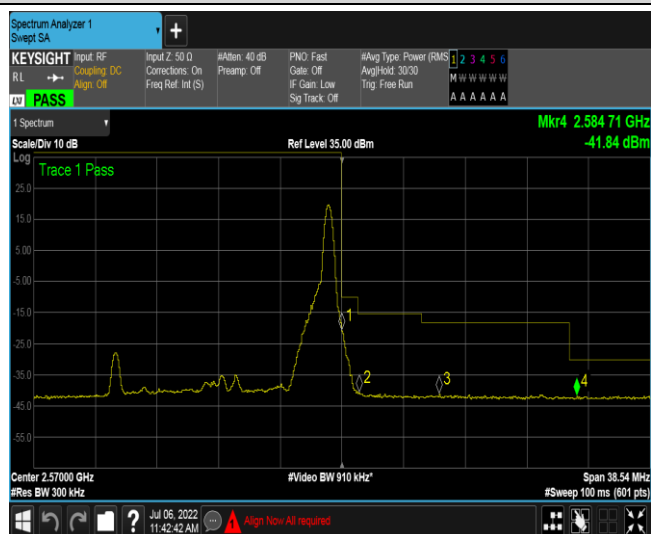 Spectrum Analyzer 1
Swept SA
+
KEYSIGHT Input: RF Input Z: 50 Ω #Atten: 40 dB PNO: Fast #Avg Type: Power (RMS 1 2 3 4 5 6
RL Coupling: DC Corrections: On Preamp: Off Gate: Off Avg|Hold: 30/30 M W W W W W
Align: Off Freq Ref: Int (S) IF Gain: Low Trig: Free Run
LXI PASS Sig Track: Off A A A A A A
1 Spectrum Mkr4 2.584 71 GHz
Scale/Div 10 dB Ref Level 35.00 dBm -41.84 dBm
Log
Trace 1 Pass
25.0
15.0
5.00
-5.00
-15.0
1
-25.0
-35.0
2 3 4
-45.0
-55.0
Center 2.57000 GHz #Video BW 910 kHz* Span 38.54 MHz
#Res BW 300 kHz #Sweep 100 ms (601 pts)
? Jul 06, 2022
11:42:42 AM 1 Align Now All required